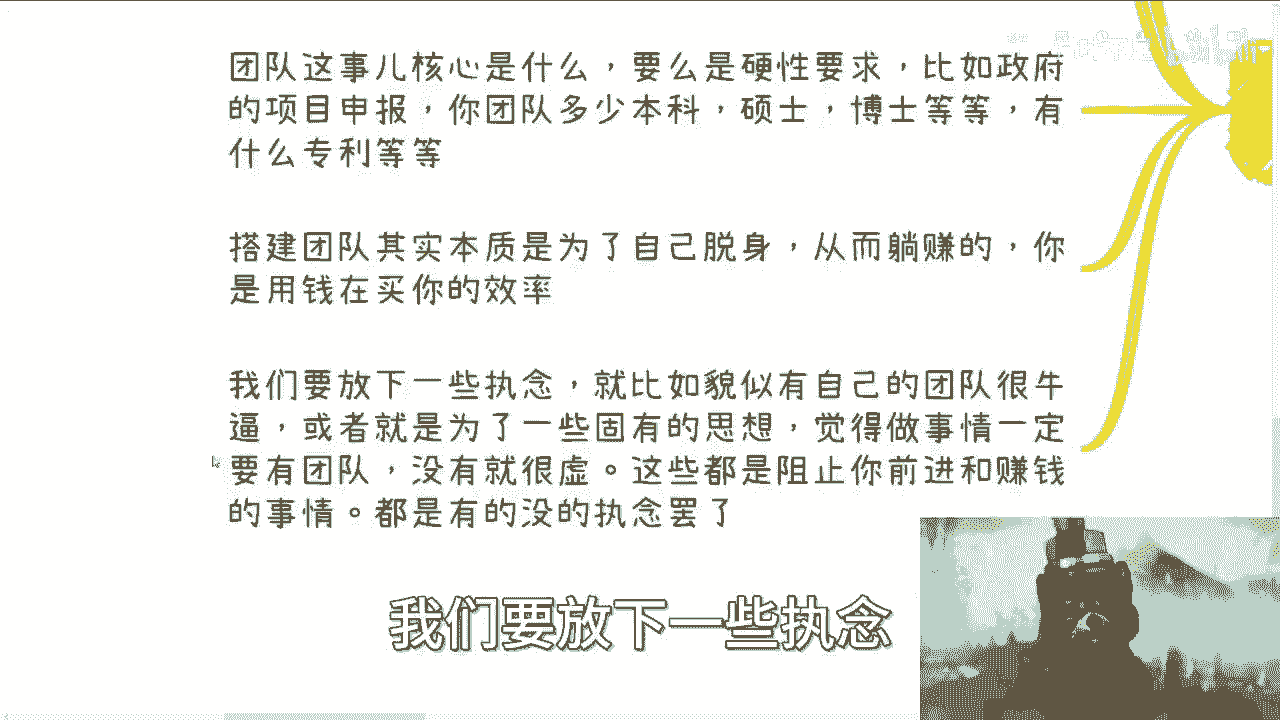 团队这事儿核心是什么，要么是硬性要求，比如政府
的项目申报，你团队多少本科，硕士，博士等等，有
什么专利等等
搭建团队其实本质是为了自己脱身，从而躺赚的，你
是用钱在买你的效率
我们要放下一些执念，就比如貌似有自己的团队很牛
逼，或者就是为了一些固有的思想，觉得做事情一定
要有团队，没有就很虚。这些都是阻止你前进和赚钱
的事情。都是有的没的执念罢了
我们要放下一些执念